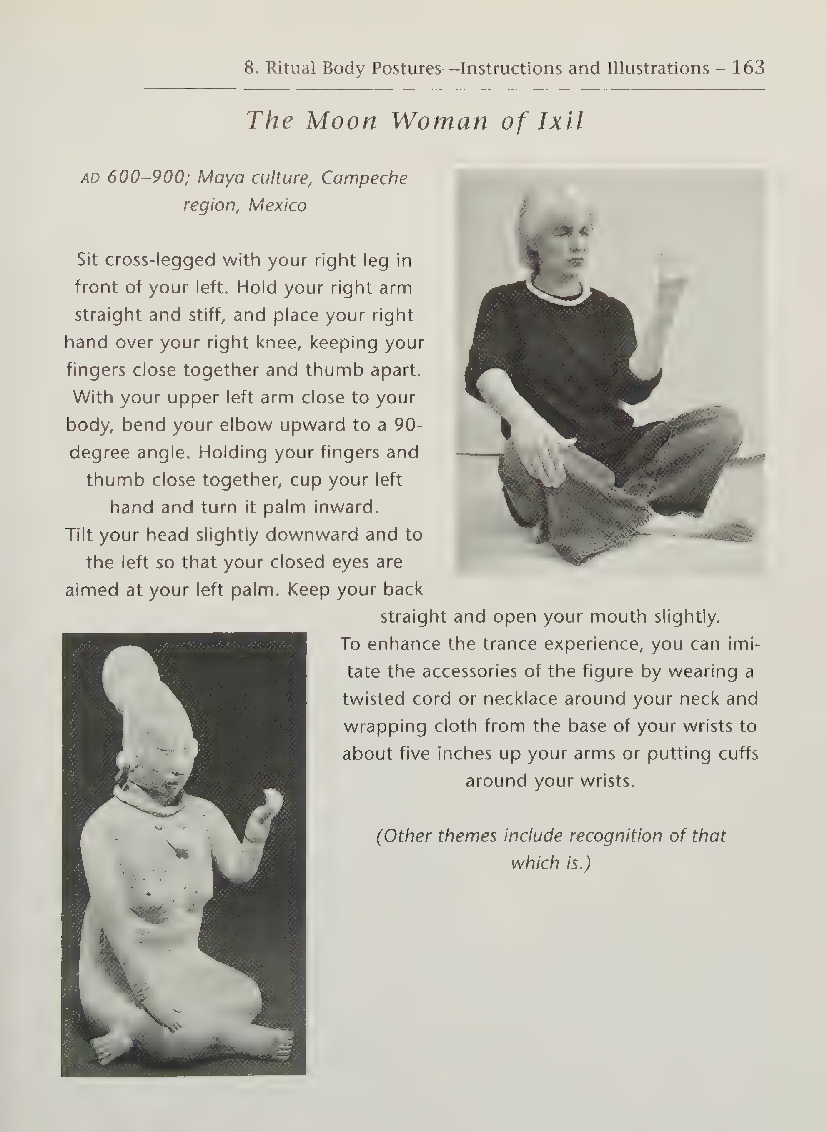 8. Ritual Body Postures—Instructions and Illustrations – 163
The Moon Woman of Ixil
AD 600–900; Maya culture, Campeche
region, Mexico
Sit cross-legged with your right leg in
front of your left. Hold your right arm
straight and stiff, and place your right
hand over your right knee, keeping your
fingers close together and thumb apart.
With your upper left arm close to your
body, bend your elbow upward to a 90-
degree angle. Holding your fingers and
thumb close together, cup your left
hand and turn it palm inward.
Tilt your head slightly downward and to
the left so that your closed eyes are
aimed at your left palm. Keep your back
straight and open your mouth slightly.
To enhance the trance experience, you can imi-
tate the accessories of the figure by wearing a
twisted cord or necklace around your neck and
wrapping cloth from the base of your wrists to
about five inches up your arms or putting cuffs
around your wrists.
(Other themes include recognition of that
which is.)